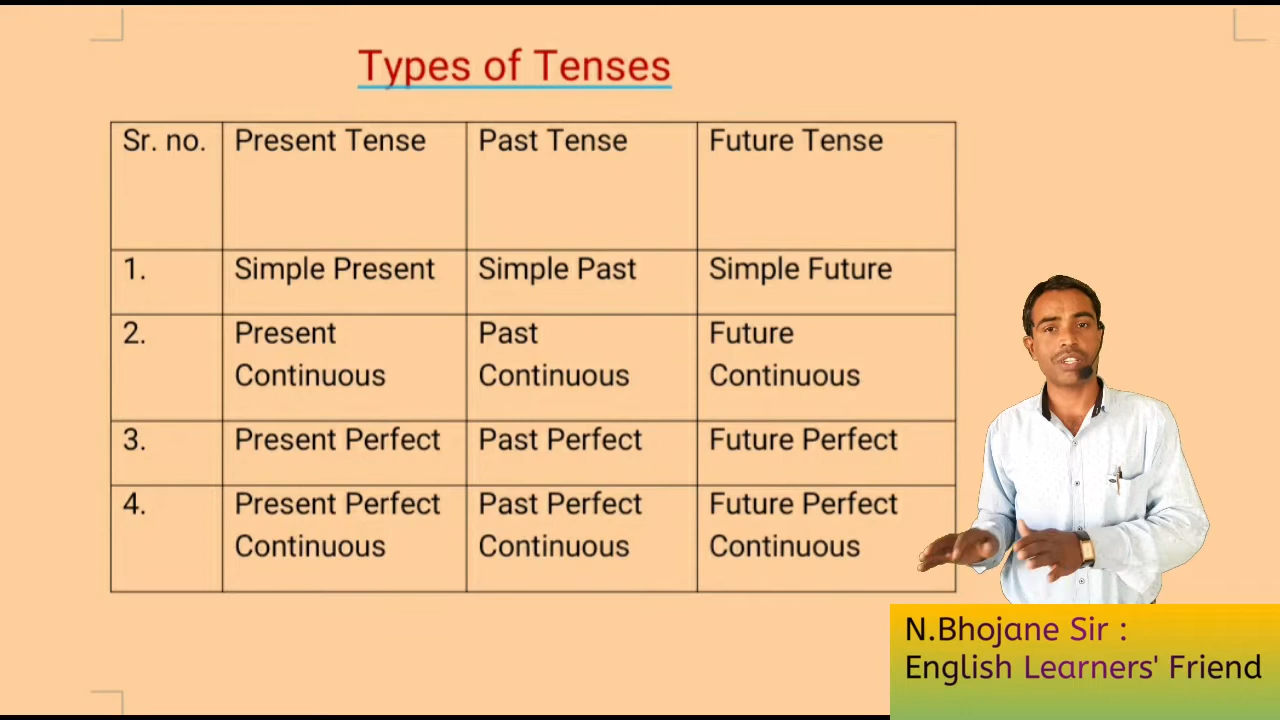 Types of Tenses
Sr. no. Present Tense Past Tense Future Tense
1. Simple Present Simple Past Simple Future
2. Present Past Future
Continuous Continuous Continuous
3. Present Perfect Past Perfect Future Perfect
4. Present Perfect Past Perfect Future Perfect
Continuous Continuous Continuous
N.Bhojane Sir :
English Learners' Friend